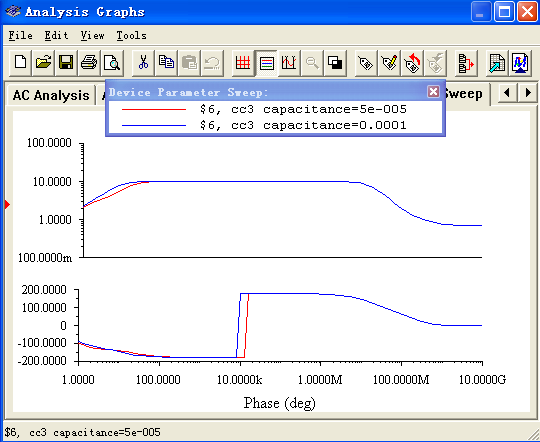 Analysis Graphs
File Edit View Tools
Device Parameter Sweep:
AC Analysis
Sweep
$6, cc3 capacitance=5e-005
$6, cc3 capacitance=0.0001
100.0000
10.0000
1.0000
100.0000m
200.0000
100.0000
0
-100.0000
-200.0000
1.0000 100.0000 10.0000k 1.0000M 100.0000M 10.0000G
Phase (deg)
$6, cc3 capacitance=5e-005